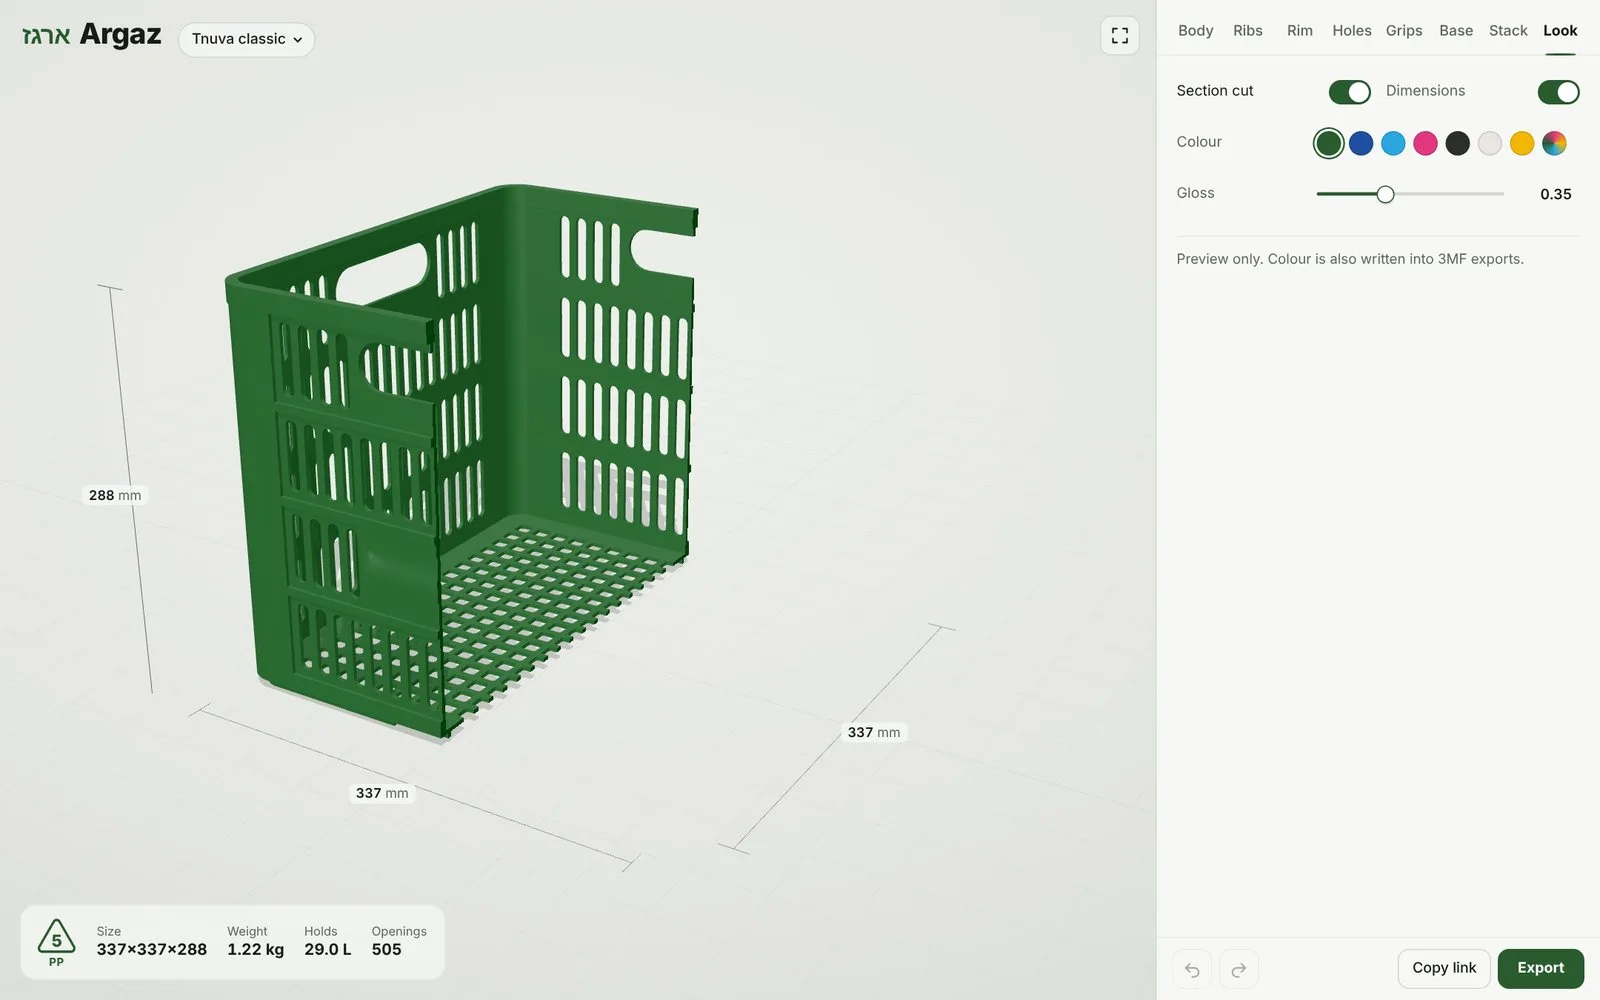 ארגז Argaz
Tnuva classic
Body Ribs Rim Holes Grips Base Stack Look
Section cut
Dimensions
Colour
Gloss
0.35
Preview only. Colour is also written into 3MF exports.
288 mm
337 mm
337 mm
5
PP
Size
337×337×288
Weight
1.22 kg
Holds
29.0 L
Openings
505
Copy link
Export